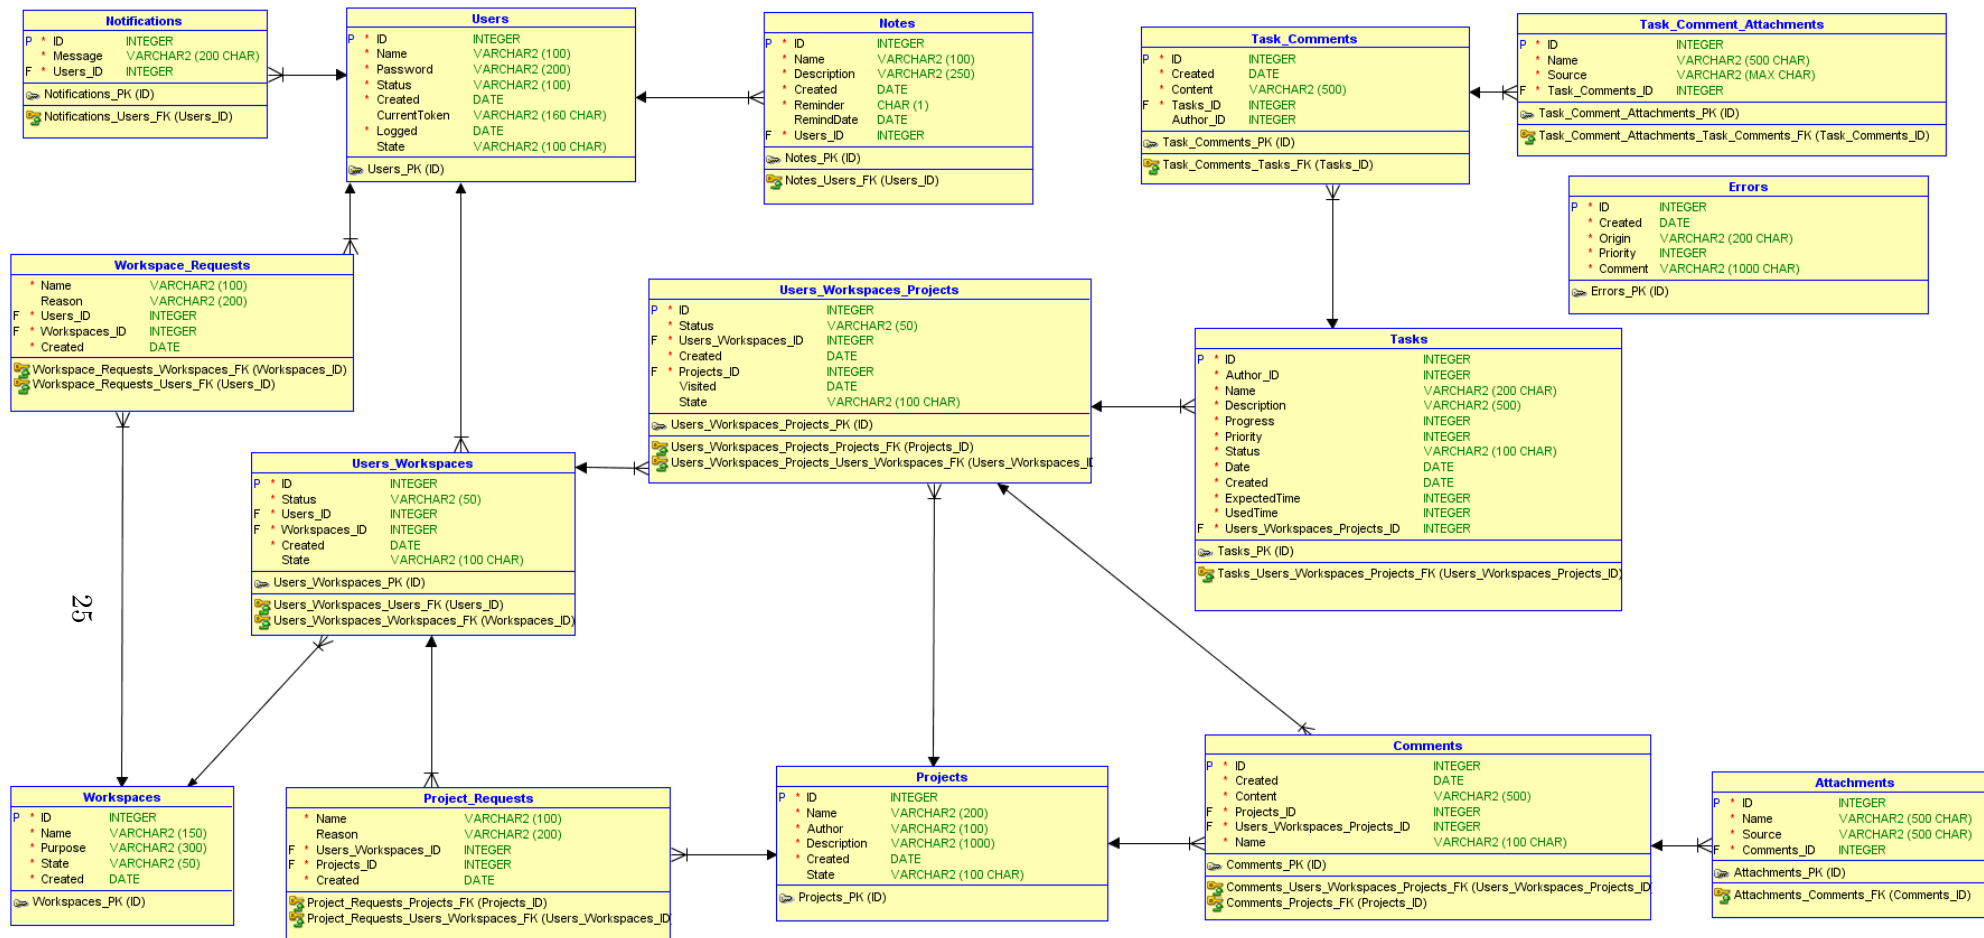 Notifications
P * ID INTEGER
* Message VARCHAR2 (200 CHAR)
F * Users_ID INTEGER
Notifications_PK (ID)
Notifications_Users_FK (Users_ID)
Users
P * ID INTEGER
* Name VARCHAR2 (100)
* Password VARCHAR2 (200)
* Status VARCHAR2 (100)
* Created DATE
CurrentToken VARCHAR2 (160 CHAR)
* Logged DATE
State VARCHAR2 (100 CHAR)
Users_PK (ID)
Notes
P * ID INTEGER
* Name VARCHAR2 (100)
* Description VARCHAR2 (250)
* Created DATE
* Reminder CHAR (1)
RemindDate DATE
F * Users_ID INTEGER
Notes_PK (ID)
Notes_Users_FK (Users_ID)
Task_Comments
P * ID INTEGER
* Created DATE
* Content VARCHAR2 (500)
F * Tasks_ID INTEGER
Author_ID INTEGER
Task_Comments_PK (ID)
Task_Comments_Tasks_FK (Tasks_ID)
Task_Comment_Attachments
P * ID INTEGER
* Name VARCHAR2 (500 CHAR)
* Source VARCHAR2 (MAX CHAR)
F * Task_Comments_ID INTEGER
Task_Comment_Attachments_PK (ID)
Task_Comment_Attachments_Task_Comments_FK (Task_Comments_ID)
Errors
P * ID INTEGER
* Created DATE
* Origin VARCHAR2 (200 CHAR)
* Priority INTEGER
* Comment VARCHAR2 (1000 CHAR)
Errors_PK (ID)
Workspace_Requests
* Name VARCHAR2 (100)
Reason VARCHAR2 (200)
F * Users_ID INTEGER
F * Workspaces_ID INTEGER
* Created DATE
Workspace_Requests_Workspaces_FK (Workspaces_ID)
Workspace_Requests_Users_FK (Users_ID)
Users_Workspaces_Projects
P * ID INTEGER
* Status VARCHAR2 (50)
F * Users_Workspaces_ID INTEGER
* Created DATE
F * Projects_ID INTEGER
Visited DATE
State VARCHAR2 (100 CHAR)
Users_Workspaces_Projects_PK (ID)
Users_Workspaces_Projects_Projects_FK (Projects_ID)
Users_Workspaces_Projects_Users_Workspaces_FK (Users_Workspaces_I
Tasks
P * ID INTEGER
* Author_ID INTEGER
* Name VARCHAR2 (200 CHAR)
* Description VARCHAR2 (500)
* Progress INTEGER
* Priority INTEGER
* Status VARCHAR2 (100 CHAR)
* Date DATE
* Created DATE
* ExpectedTime INTEGER
* UsedTime INTEGER
F * Users_Workspaces_Projects_ID INTEGER
Tasks_PK (ID)
Tasks_Users_Workspaces_Projects_FK (Users_Workspaces_Projects_ID)
Users_Workspaces
P * ID INTEGER
* Status VARCHAR2 (50)
F * Users_ID INTEGER
F * Workspaces_ID INTEGER
* Created DATE
State VARCHAR2 (100 CHAR)
Users_Workspaces_PK (ID)
Users_Workspaces_Users_FK (Users_ID)
Users_Workspaces_Workspaces_FK (Workspaces_ID)
25
Workspaces
P * ID INTEGER
* Name VARCHAR2 (150)
* Purpose VARCHAR2 (300)
* State VARCHAR2 (50)
* Created DATE
Workspaces_PK (ID)
Project_Requests
* Name VARCHAR2 (100)
Reason VARCHAR2 (200)
F * Users_Workspaces_ID INTEGER
F * Projects_ID INTEGER
* Created DATE
Project_Requests_Projects_FK (Projects_ID)
Project_Requests_Users_Workspaces_FK (Users_Workspaces_ID
Projects
P * ID INTEGER
* Name VARCHAR2 (200)
* Author VARCHAR2 (100)
* Description VARCHAR2 (1000)
* Created DATE
State VARCHAR2 (100 CHAR)
Projects_PK (ID)
Comments
P * ID INTEGER
* Created DATE
* Content VARCHAR2 (500)
F * Projects_ID INTEGER
F * Users_Workspaces_Projects_ID INTEGER
* Name VARCHAR2 (100 CHAR)
Comments_PK (ID)
Comments_Users_Workspaces_Projects_FK (Users_Workspaces_Projects_ID
Comments_Projects_FK (Projects_ID)
Attachments
P * ID INTEGER
* Name VARCHAR2 (500 CHAR)
* Source VARCHAR2 (500 CHAR)
F * Comments_ID INTEGER
Attachments_PK (ID)
Attachments_Comments_FK (Comments_ID)